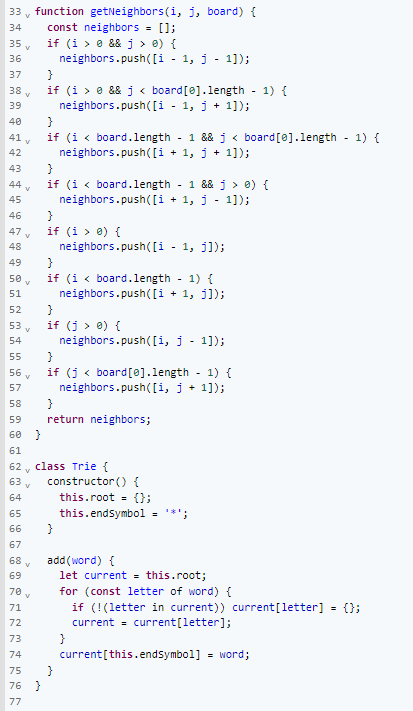 33 function getNeighbors(i, j, board) {
34   const neighbors = [];
35   if (i > 0 && j > 0) {
36     neighbors.push([i - 1, j - 1]);
37   }
38   if (i > 0 && j < board[0].length - 1) {
39     neighbors.push([i - 1, j + 1]);
40   }
41   if (i < board.length - 1 && j < board[0].length - 1) {
42     neighbors.push([i + 1, j + 1]);
43   }
44   if (i < board.length - 1 && j > 0) {
45     neighbors.push([i + 1, j - 1]);
46   }
47   if (i > 0) {
48     neighbors.push([i - 1, j]);
49   }
50   if (i < board.length - 1) {
51     neighbors.push([i + 1, j]);
52   }
53   if (j > 0) {
54     neighbors.push([i, j - 1]);
55   }
56   if (j < board[0].length - 1) {
57     neighbors.push([i, j + 1]);
58   }
59   return neighbors;
60 }
61
62 class Trie {
63   constructor() {
64     this.root = {};
65     this.endSymbol = '*';
66   }
67
68   add(word) {
69     let current = this.root;
70     for (const letter of word) {
71       if (!(letter in current)) current[letter] = {};
72       current = current[letter];
73     }
74     current[this.endSymbol] = word;
75   }
76 }
77